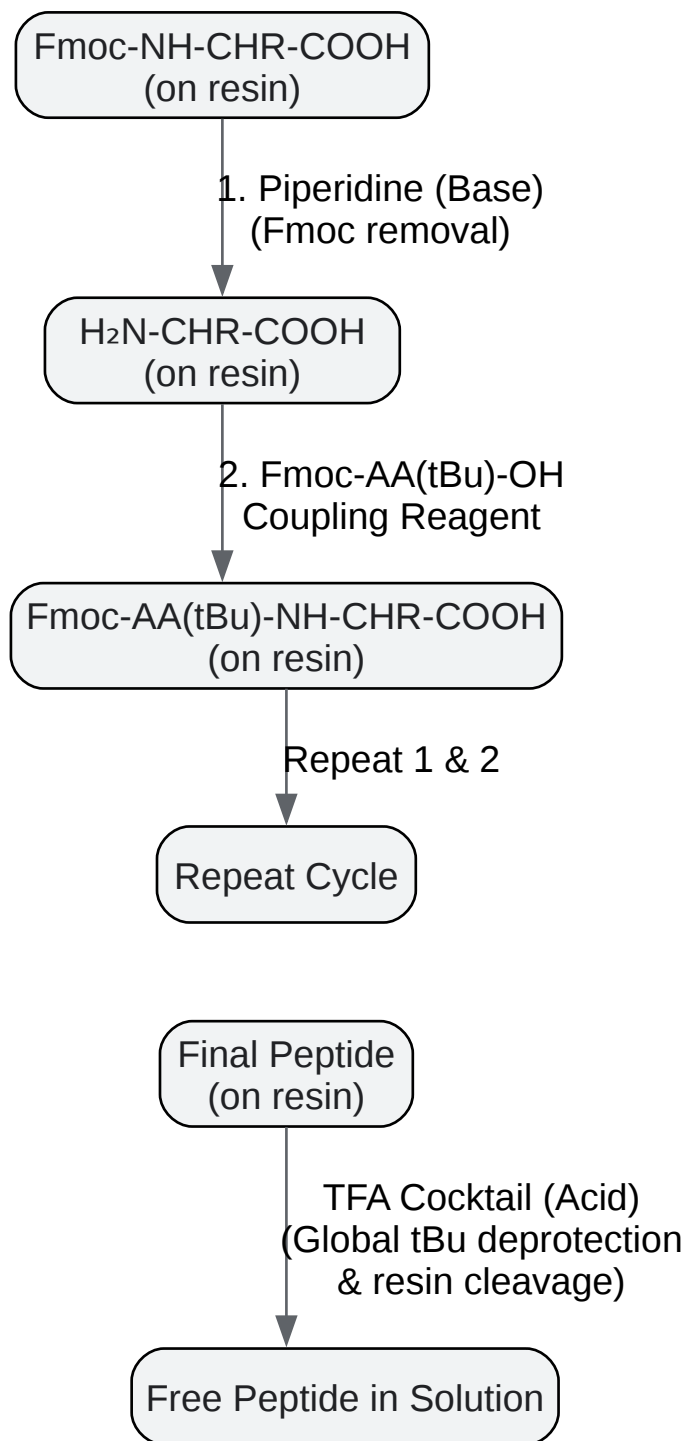 Fmoc-NH-CHR-COOH
(on resin)
1. Piperidine (Base)
(Fmoc removal)
H₂N-CHR-COOH
(on resin)
2. Fmoc-AA(tBu)-OH
Coupling Reagent
Fmoc-AA(tBu)-NH-CHR-COOH
(on resin)
Repeat 1 & 2
Repeat Cycle
Final Peptide
(on resin)
TFA Cocktail (Acid)
(Global tBu deprotection
& resin cleavage)
Free Peptide in Solution